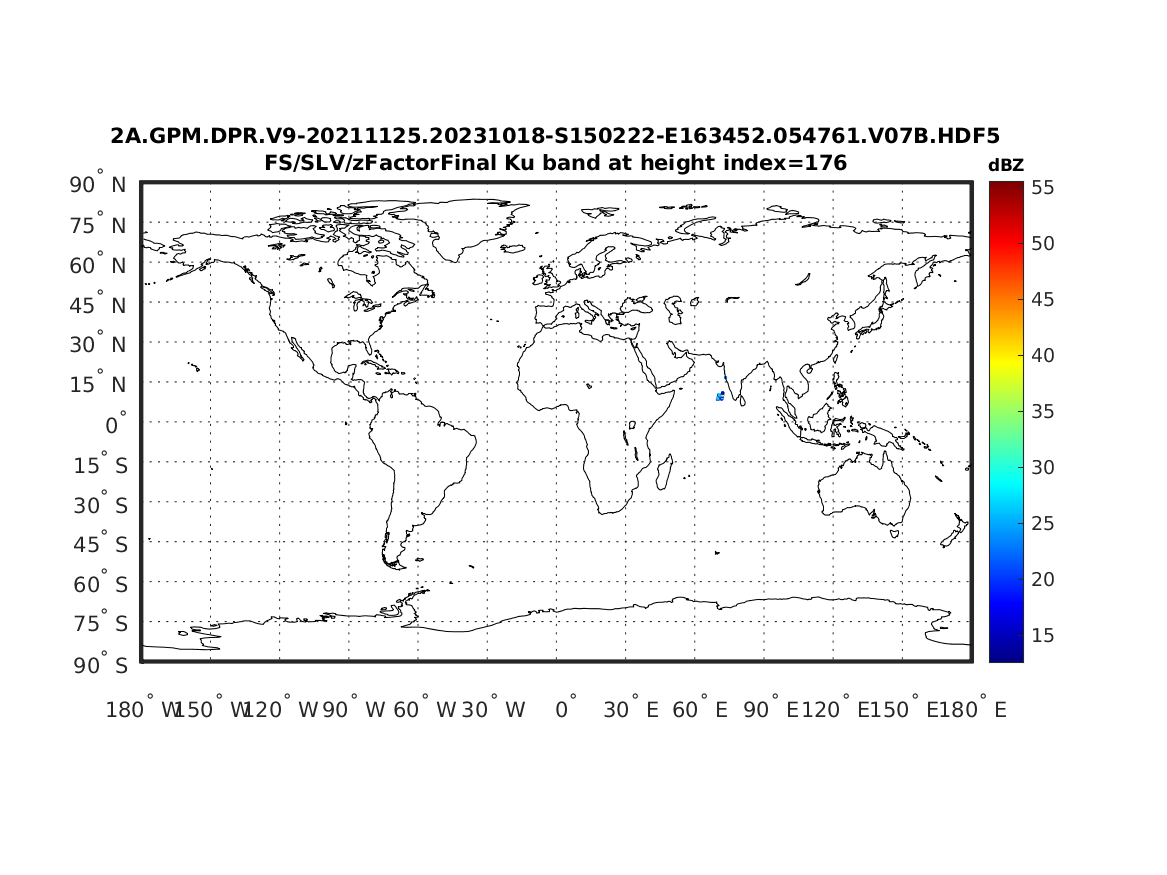 2A.GPM.DPR.V9-20211125.20231018-S150222-E163452.054761.V07B.HDF5
FS/SLV/zFactorFinal Ku band at height index=176
dBZ
90° N
75° N
60° N
45° N
30° N
15° N
0°
15° S
30° S
45° S
60° S
75° S
90° S
55
50
45
40
35
30
25
20
15
180° W 150° W 120° W 90° W 60° W 30° W 0° 30° E 60° E 90° E 120° E 150° E 180° E